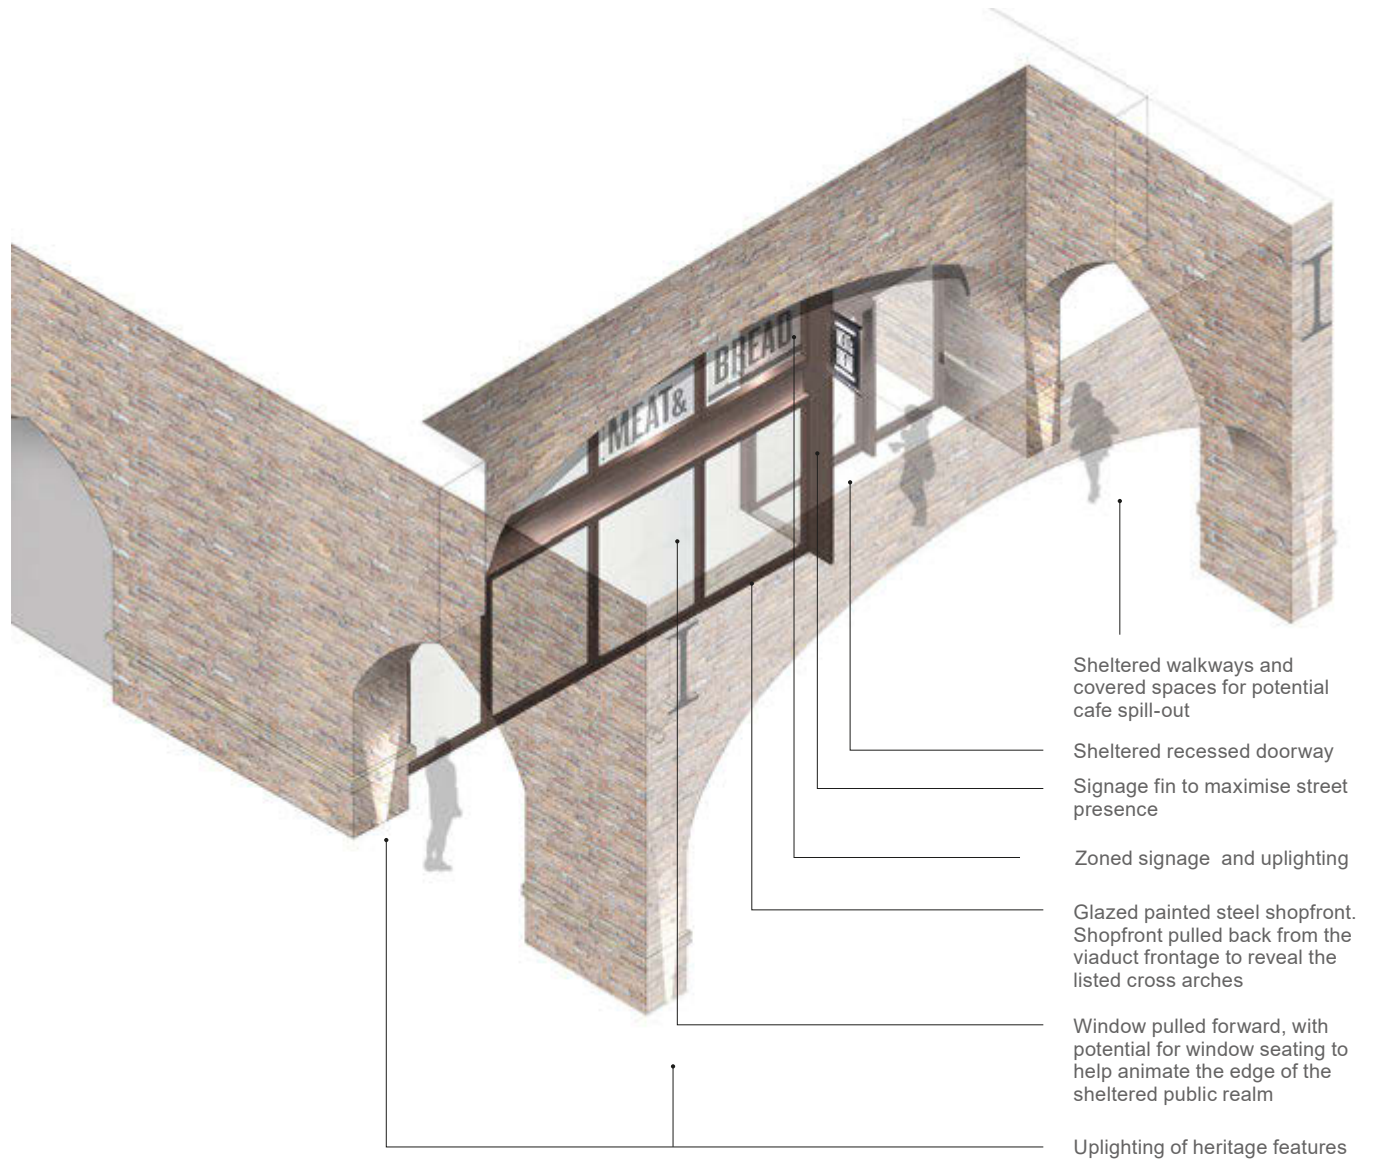 MEAT&
BREAD
I
I
Sheltered walkways and
covered spaces for potential
cafe spill-out
Sheltered recessed doorway
Signage fin to maximise street
presence
Zoned signage and uplighting
Glazed painted steel shopfront.
Shopfront pulled back from the
viaduct frontage to reveal the
listed cross arches
Window pulled forward, with
potential for window seating to
help animate the edge of the
sheltered public realm
Uplighting of heritage features